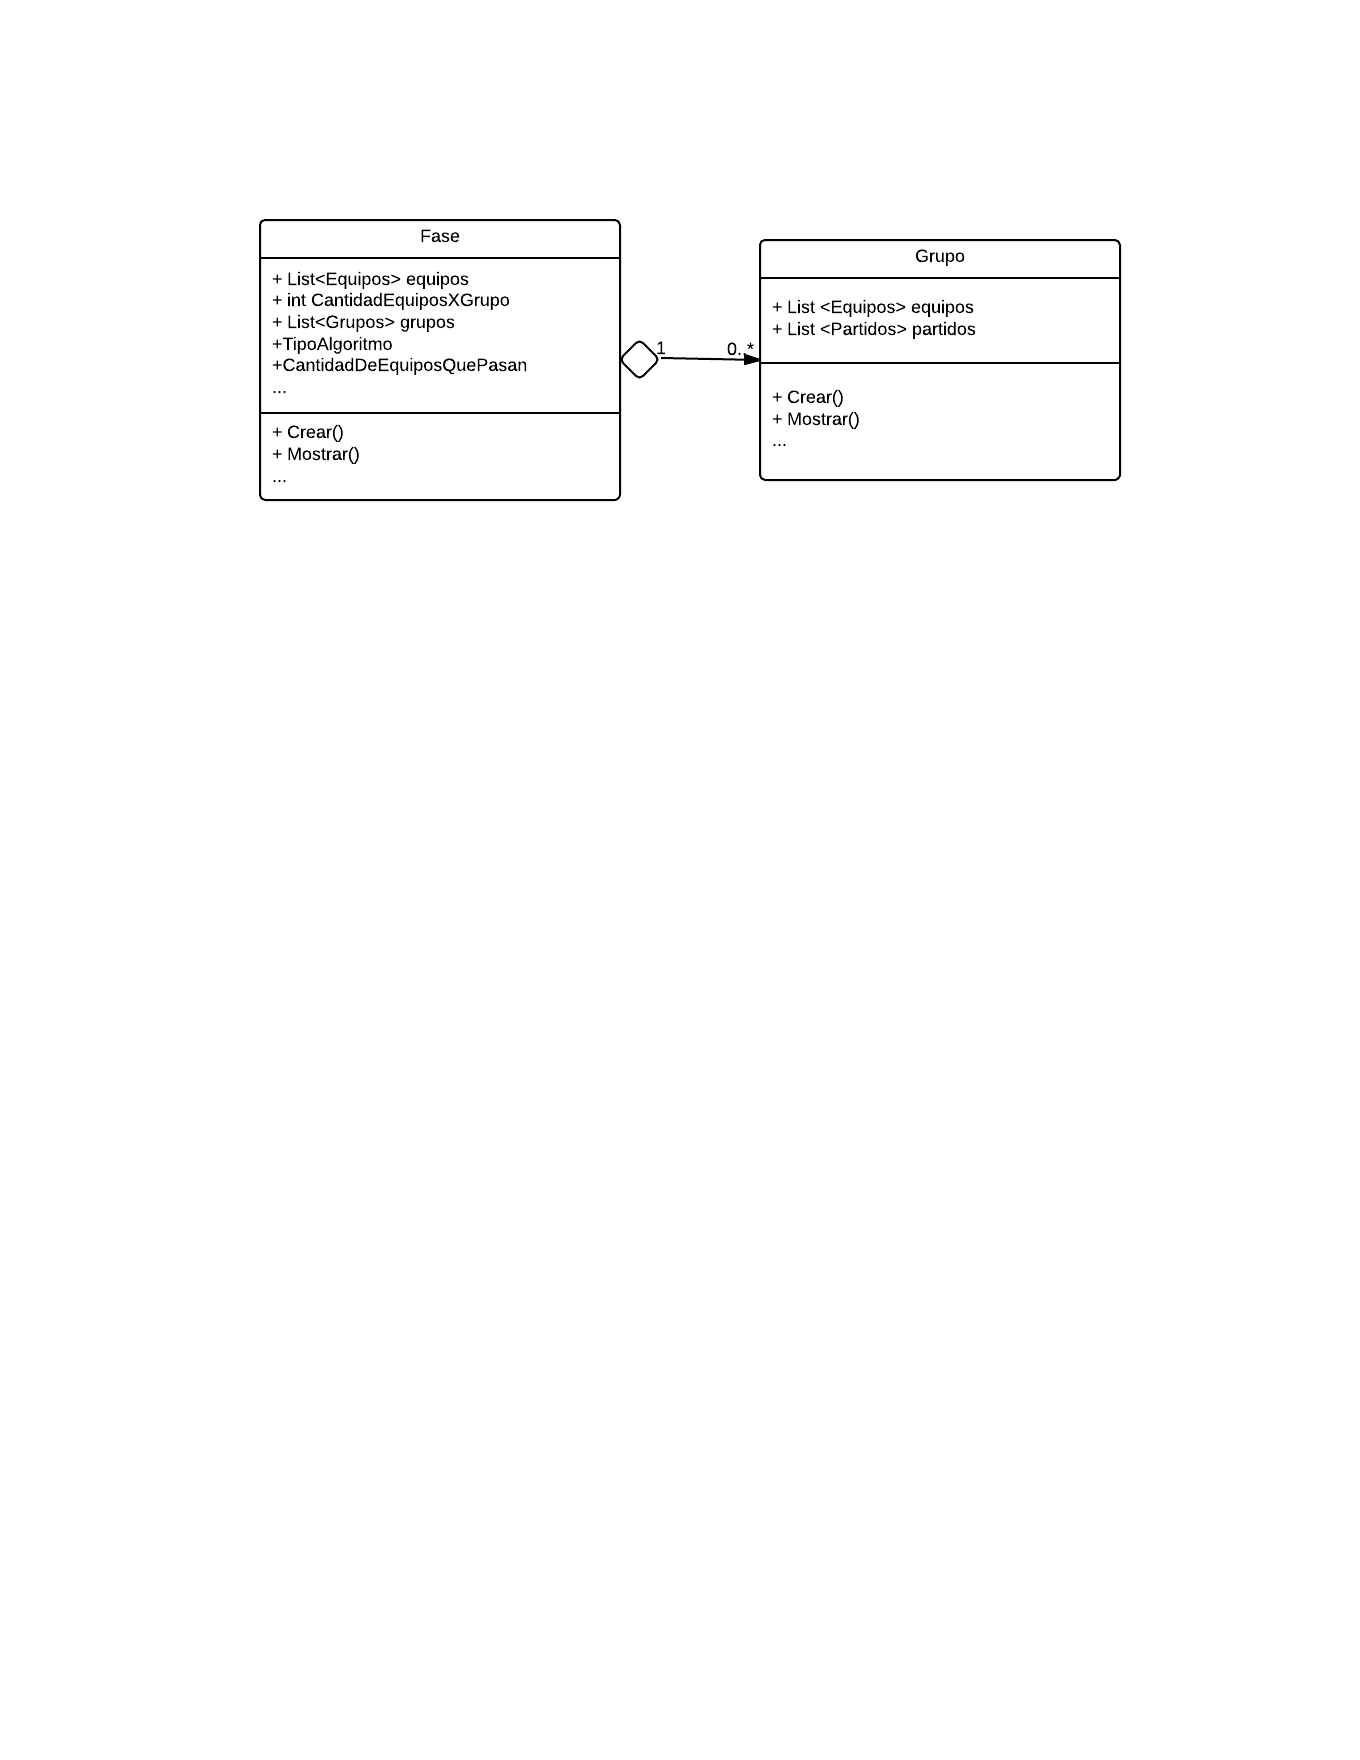 Fase
+ List<Equipos> equipos
+ int CantidadEquiposXGrupo
+ List<Grupos> grupos
+TipoAlgoritmo
+CantidadDeEquiposQuePasan
...
+ Crear()
+ Mostrar()
...
1
0..*
Grupo
+ List <Equipos> equipos
+ List <Partidos> partidos
+ Crear()
+ Mostrar()
...